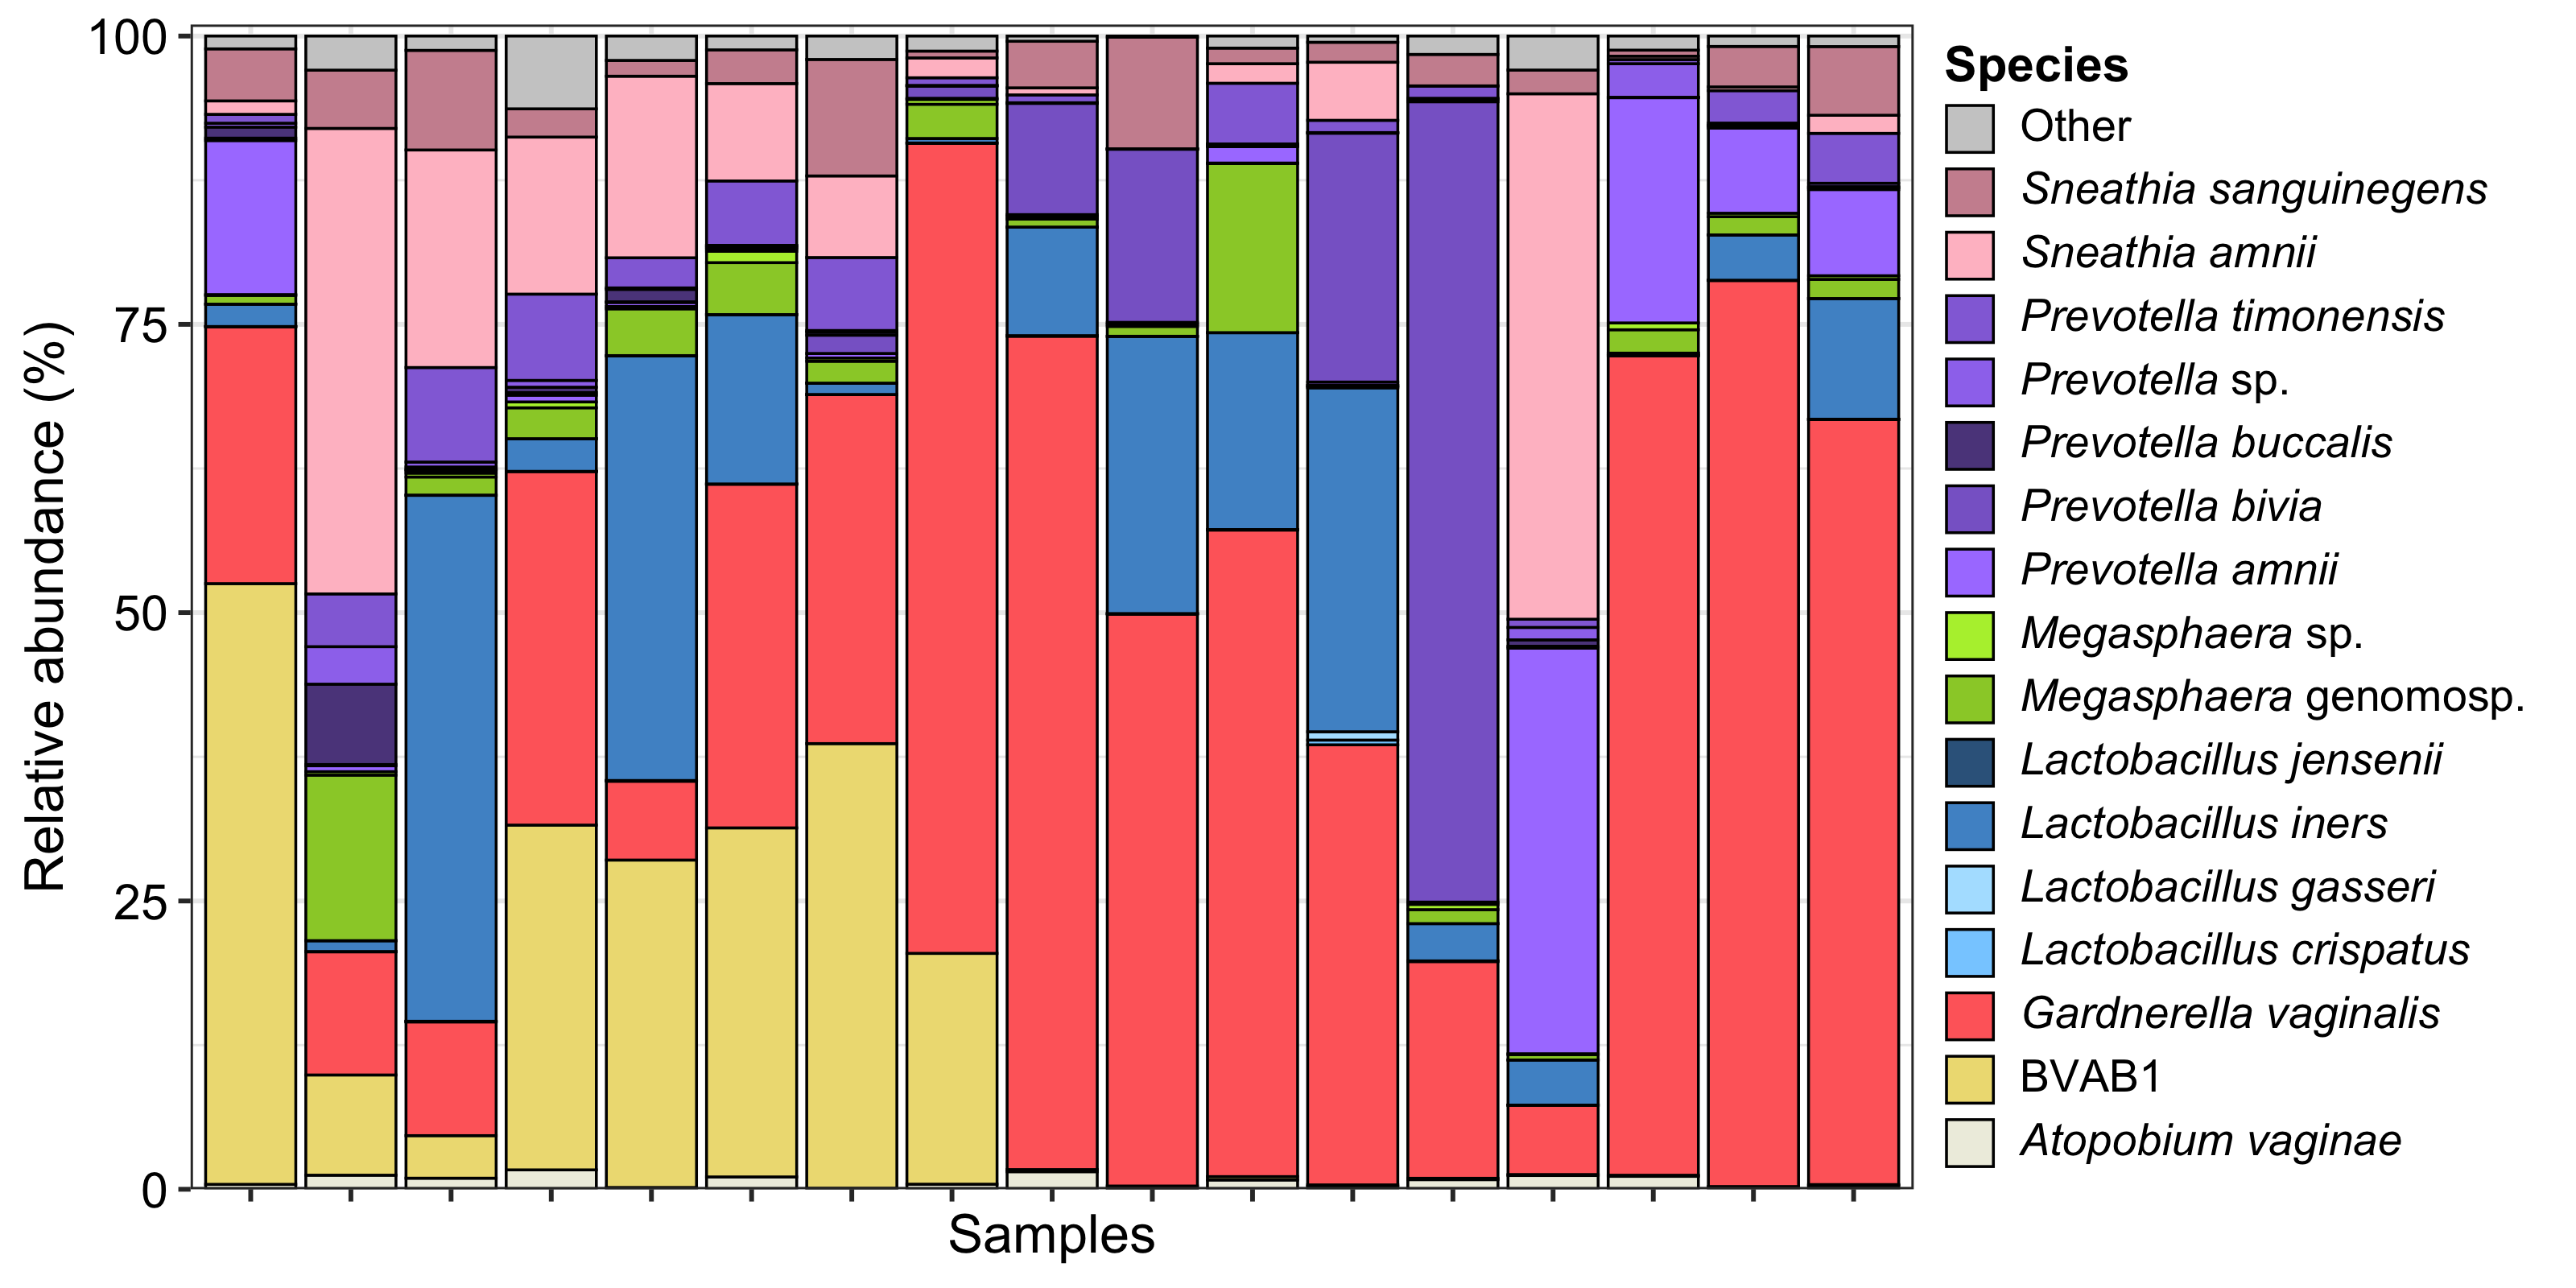 Relative abundance (%)
100
75
50
25
0
Samples
Species
Other
Sneathia sanguinegens
Sneathia amnii
Prevotella timonensis
Prevotella sp.
Prevotella buccalis
Prevotella bivia
Prevotella amnii
Megasphaera sp.
Megasphaera genomosp.
Lactobacillus jensenii
Lactobacillus iners
Lactobacillus gasseri
Lactobacillus crispatus
Gardnerella vaginalis
BVAB1
Atopobium vaginae